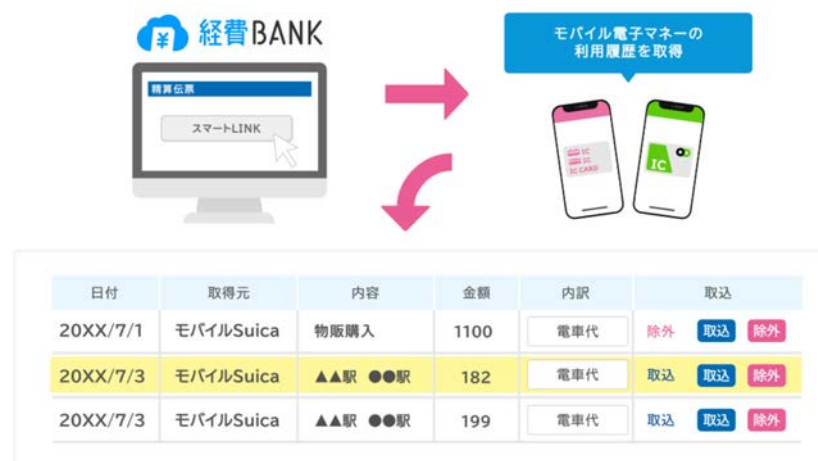 経費BANK
モバイル電子マネーの
利用履歴を取得
精算伝票
スマートLINK
IC
IC
IC CARD
IC
日付 取得元 内容 金額 内訳 取込
20XX/7/1 モバイルSuica 物販購入 1100 電車代 除外 取込 除外
20XX/7/3 モバイルSuica ▲▲駅 ●●駅 182 電車代 取込 取込 除外
20XX/7/3 モバイルSuica ▲▲駅 ●●駅 199 電車代 取込 取込 除外